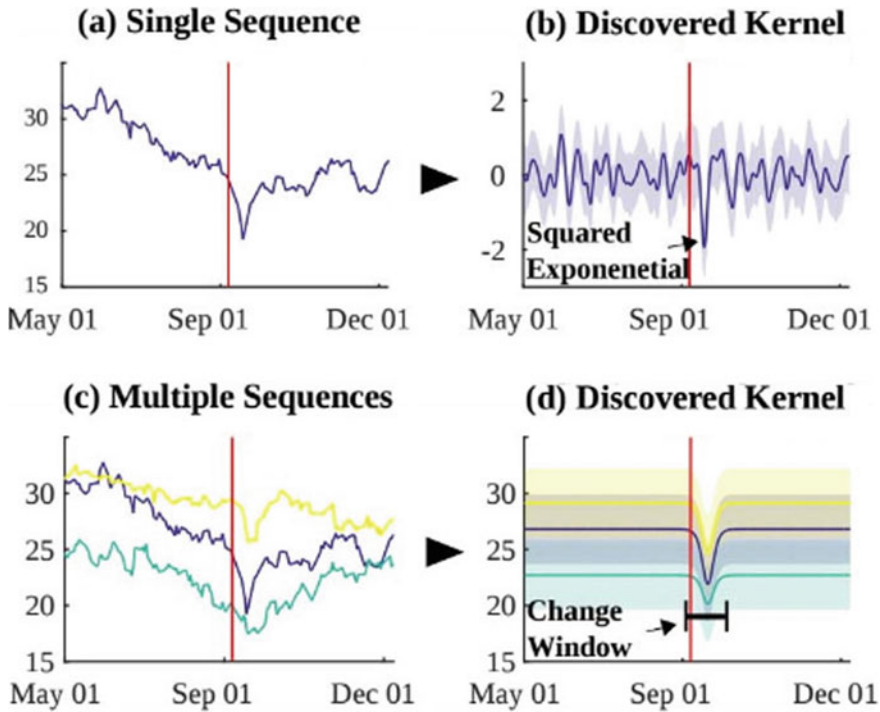 (a) Single Sequence
30
25
20
15
May 01 Sep 01 Dec 01
(b) Discovered Kernel
2
0
-2
Squared
Exponenetial
May 01 Sep 01 Dec 01
(c) Multiple Sequences
30
25
20
15
May 01 Sep 01 Dec 01
(d) Discovered Kernel
30
25
20
15
Change
Window
May 01 Sep 01 Dec 01